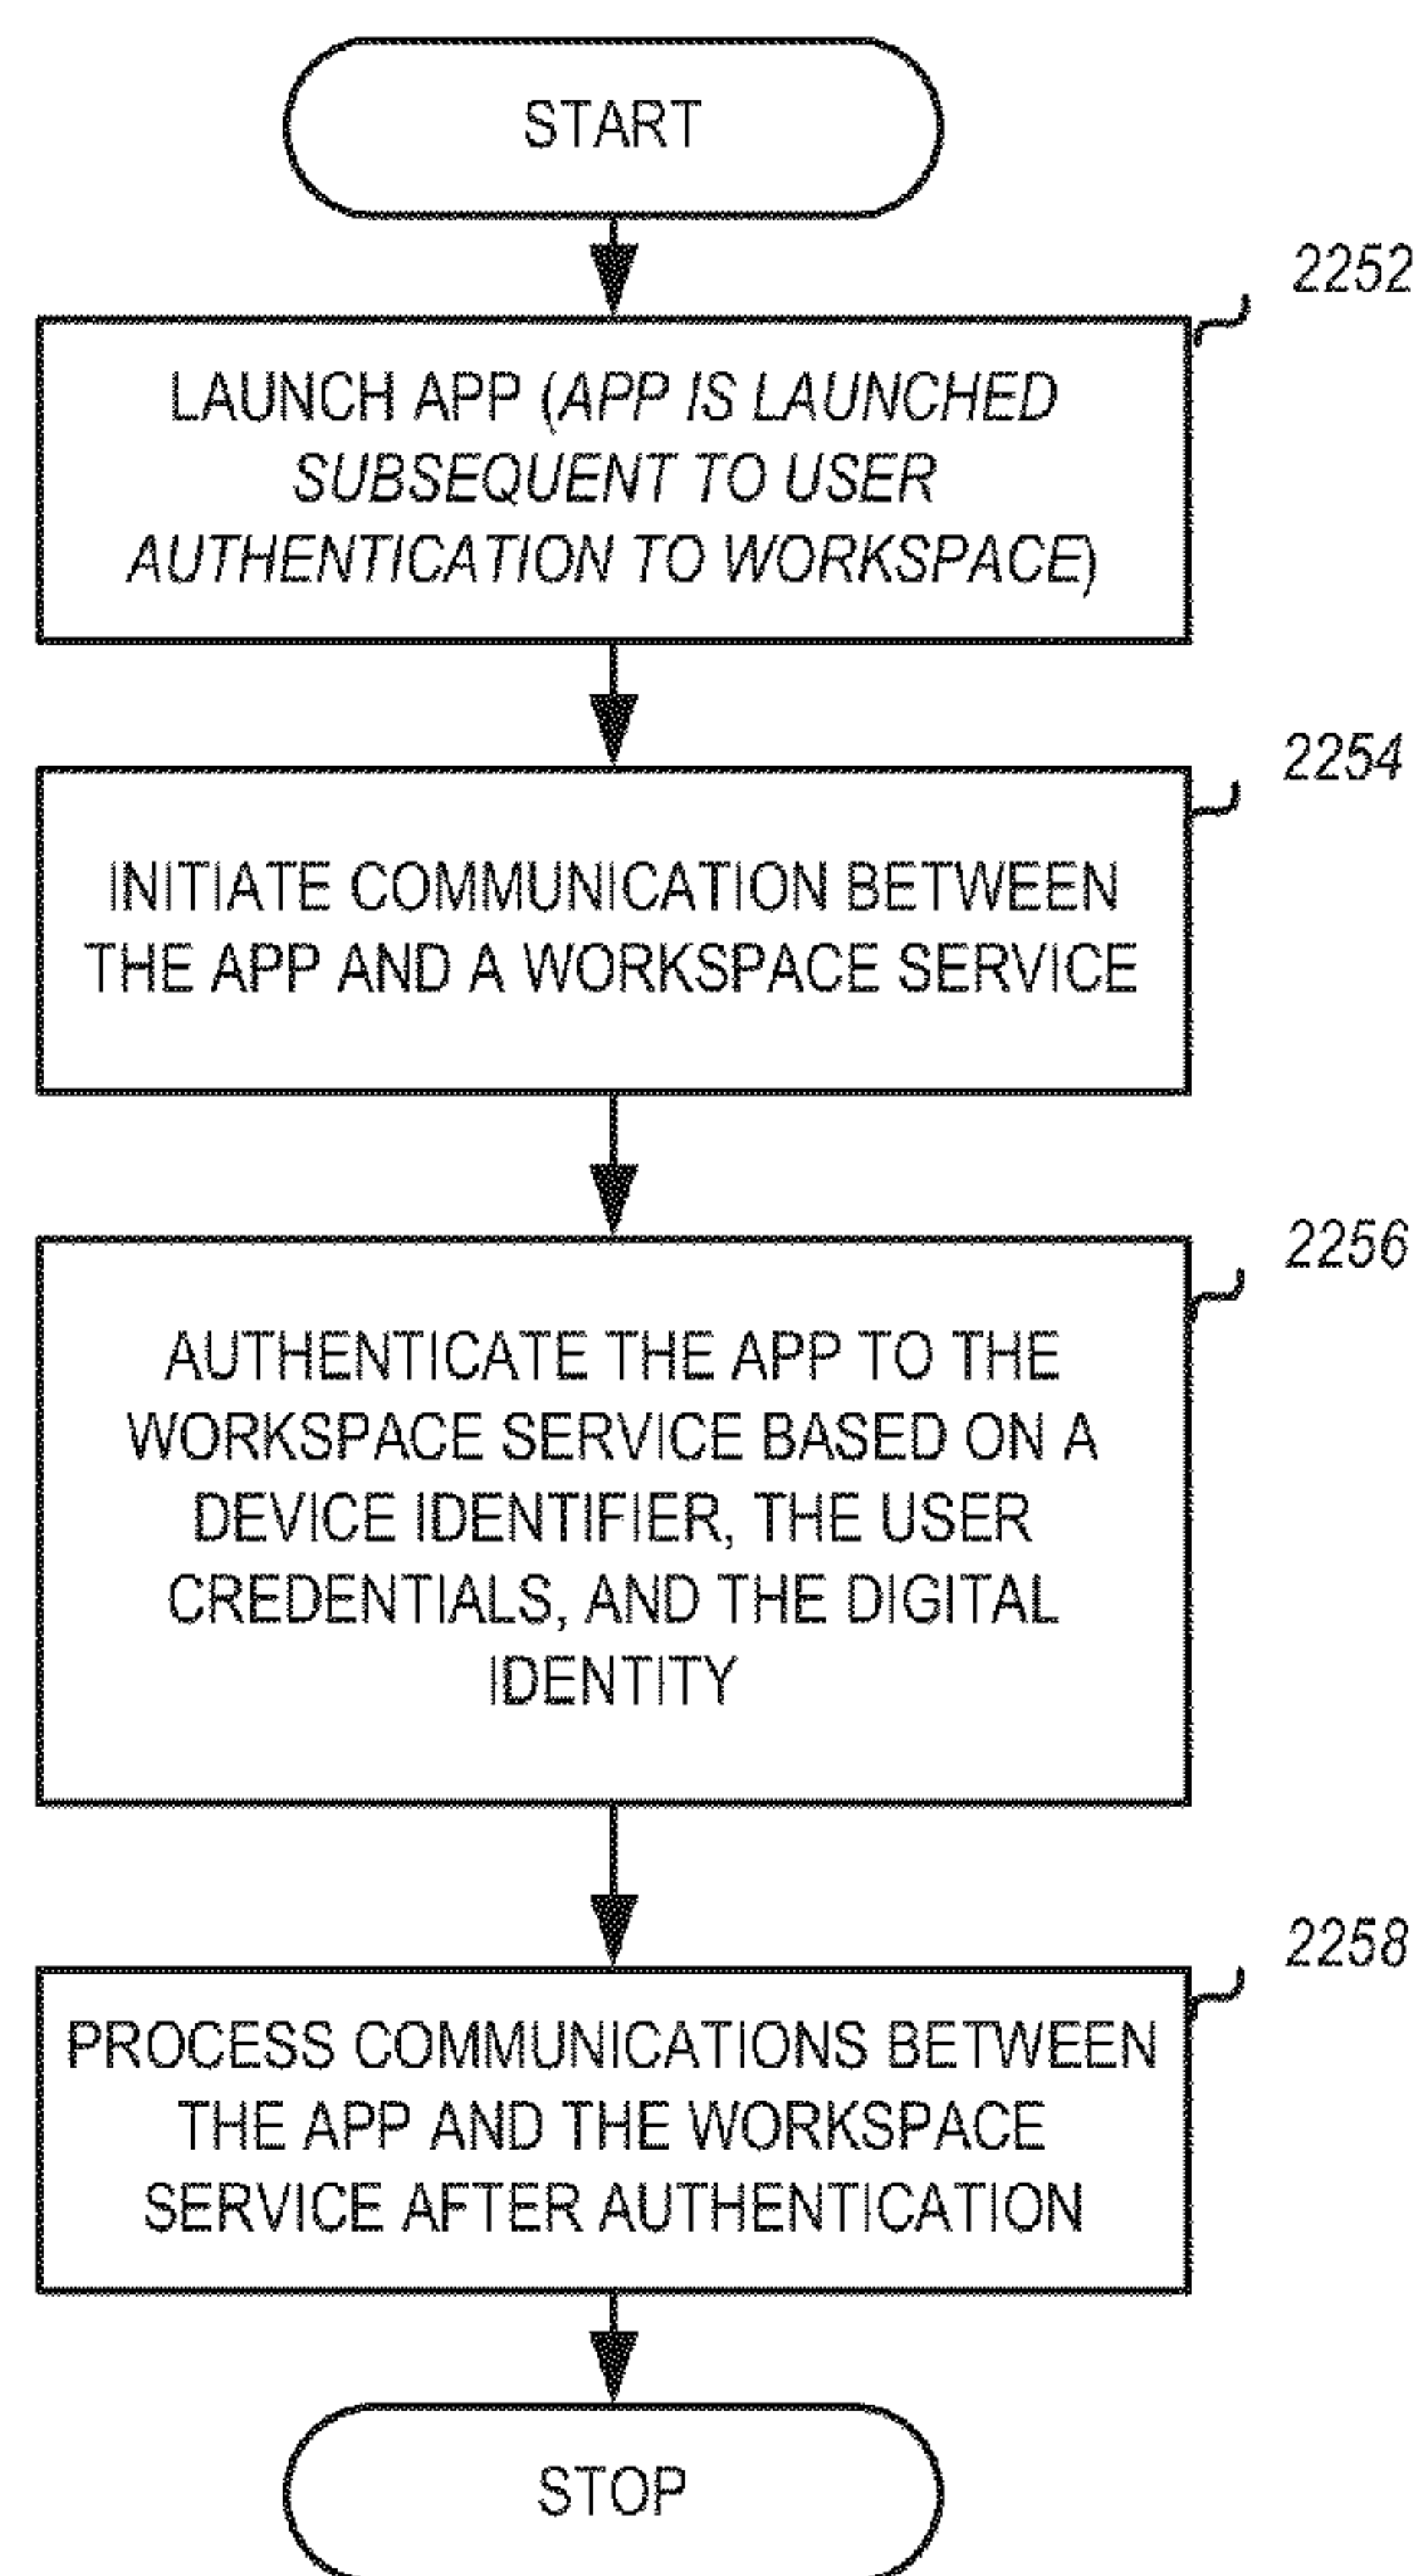 START
2252
LAUNCH APP (APP IS LAUNCHED
SUBSEQUENT TO USER
AUTHENTICATION TO WORKSPACE)
2254
INITIATE COMMUNICATION BETWEEN
THE APP AND A WORKSPACE SERVICE
2256
AUTHENTICATE THE APP TO THE
WORKSPACE SERVICE BASED ON A
DEVICE IDENTIFIER, THE USER
CREDENTIALS, AND THE DIGITAL
IDENTITY
2258
PROCESS COMMUNICATIONS BETWEEN
THE APP AND THE WORKSPACE
SERVICE AFTER AUTHENTICATION
STOP